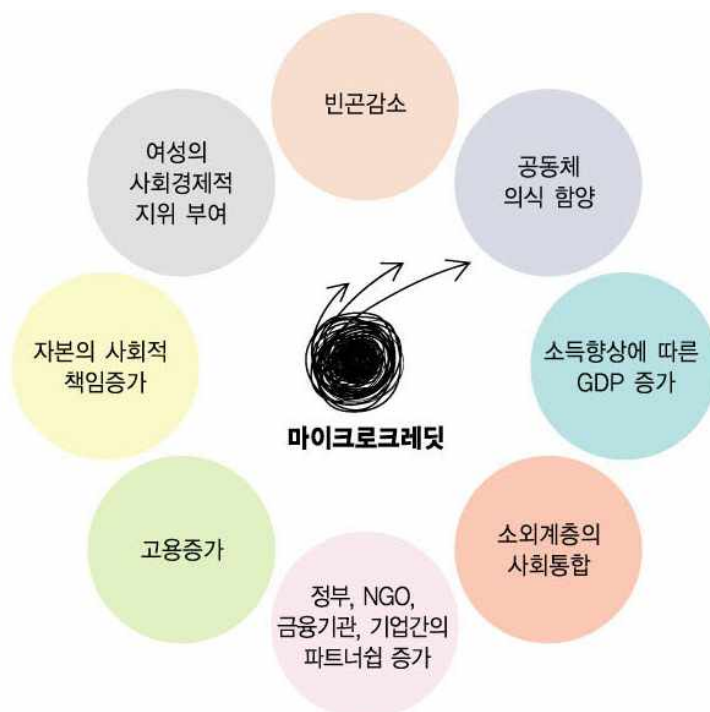 빈곤감소
공동체
의식 함양
소득향상에 따른
GDP 증가
소외계층의
사회통합
정부, NGO,
금융기관, 기업간의
파트너쉽 증가
고용증가
자본의 사회적
책임증가
여성의
사회경제적
지위 부여
마이크로크레딧